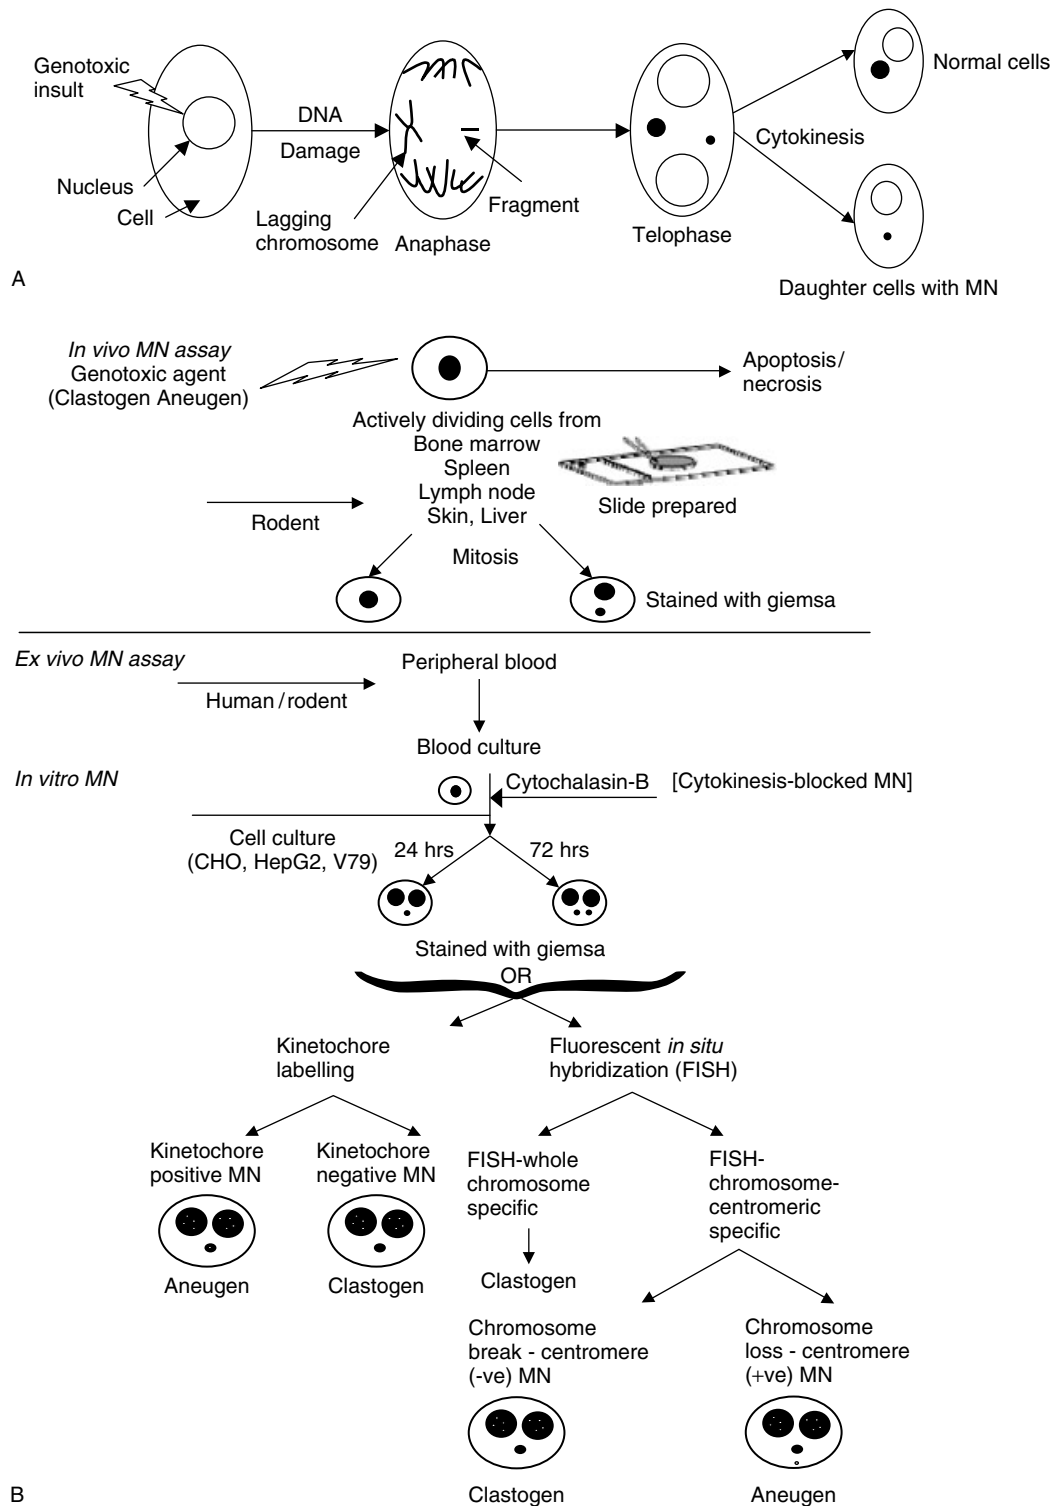 Genotoxic
insult
Nucleus
Cell
DNA
Damage
Lagging
chromosome
Anaphase
Fragment
Telophase
Cytokinesis
Normal cells
Daughter cells with MN
A
In vivo MN assay
Genotoxic agent
(Clastogen Aneugen)
Apoptosis/
necrosis
Actively dividing cells from
Bone marrow
Spleen
Lymph node
Skin, Liver
Rodent
Slide prepared
Mitosis
Stained with giemsa
Ex vivo MN assay
Human/rodent
Peripheral blood
Blood culture
In vitro MN
Cytochalasin-B
[Cytokinesis-blocked MN]
Cell culture
(CHO, HepG2, V79)
24 hrs
72 hrs
Stained with giemsa
OR
Kinetochore
labelling
Fluorescent in situ
hybridization (FISH)
Kinetochore
positive MN
Kinetochore
negative MN
FISH-whole
chromosome
specific
FISH-
chromosome-
centromeric
specific
Aneugen
Clastogen
Clastogen
Chromosome
break - centromere
(-ve) MN
Chromosome
loss - centromere
(+ve) MN
Clastogen
Aneugen
B